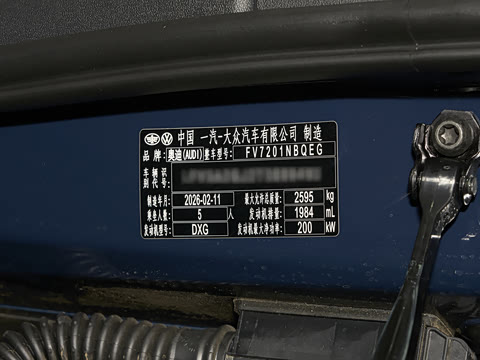 中国 一汽-大众汽车有限公司 制造
品牌: 奥迪(AUDI) 整车型号: FV7201NBQEG
车辆识别代号:
制造年月: 2026-02-11 最大允许总质量: 2595 kg
乘坐人数: 5 人 发动机排量: 1984 mL
发动机型号: DXG 发动机最大净功率: 200 kW